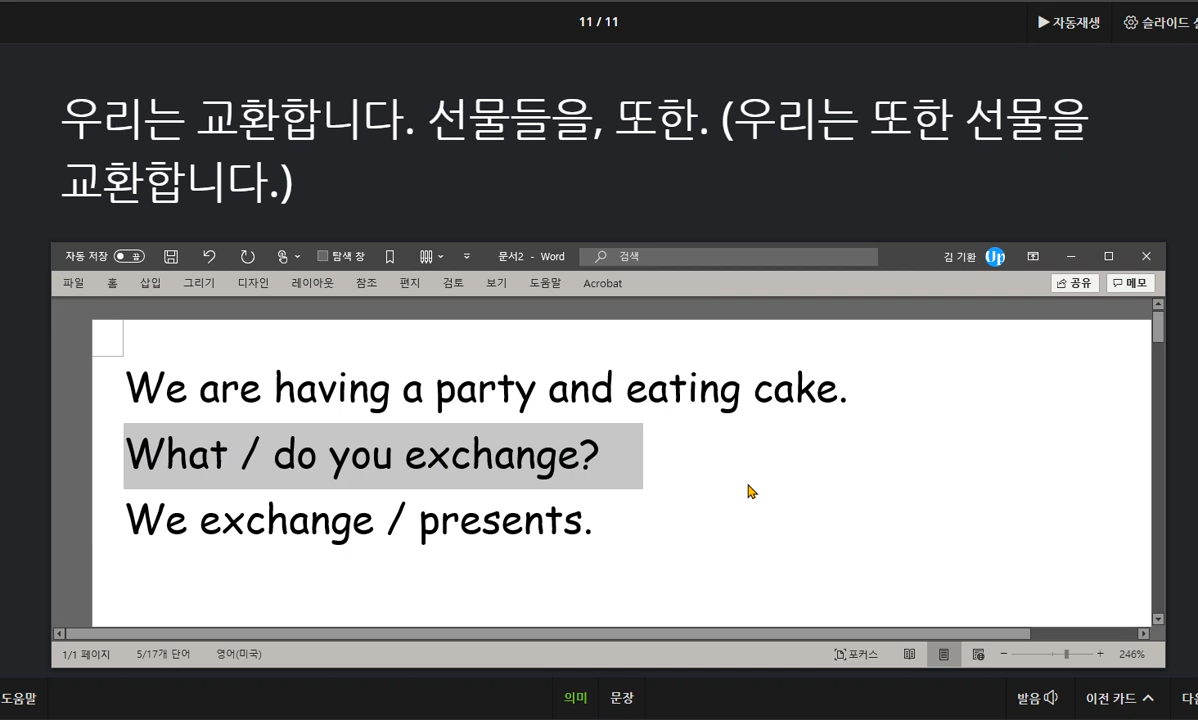 11 / 11
▶자동재생
슬라이드
우리는 교환합니다. 선물들을, 또한. (우리는 또한 선물을
교환합니다.)
자동 저장 끔 탐색 창 문서2 - Word 검색 김 기환 Up
파일 홈 삽입 그리기 디자인 레이아웃 참조 편지 검토 보기 도움말 Acrobat 공유 메모
We are having a party and eating cake.
What / do you exchange?
We exchange / presents.
1/1 페이지 5/17개 단어 영어(미국) 포커스 246%
도움말 의미 문장 발음 이전 카드